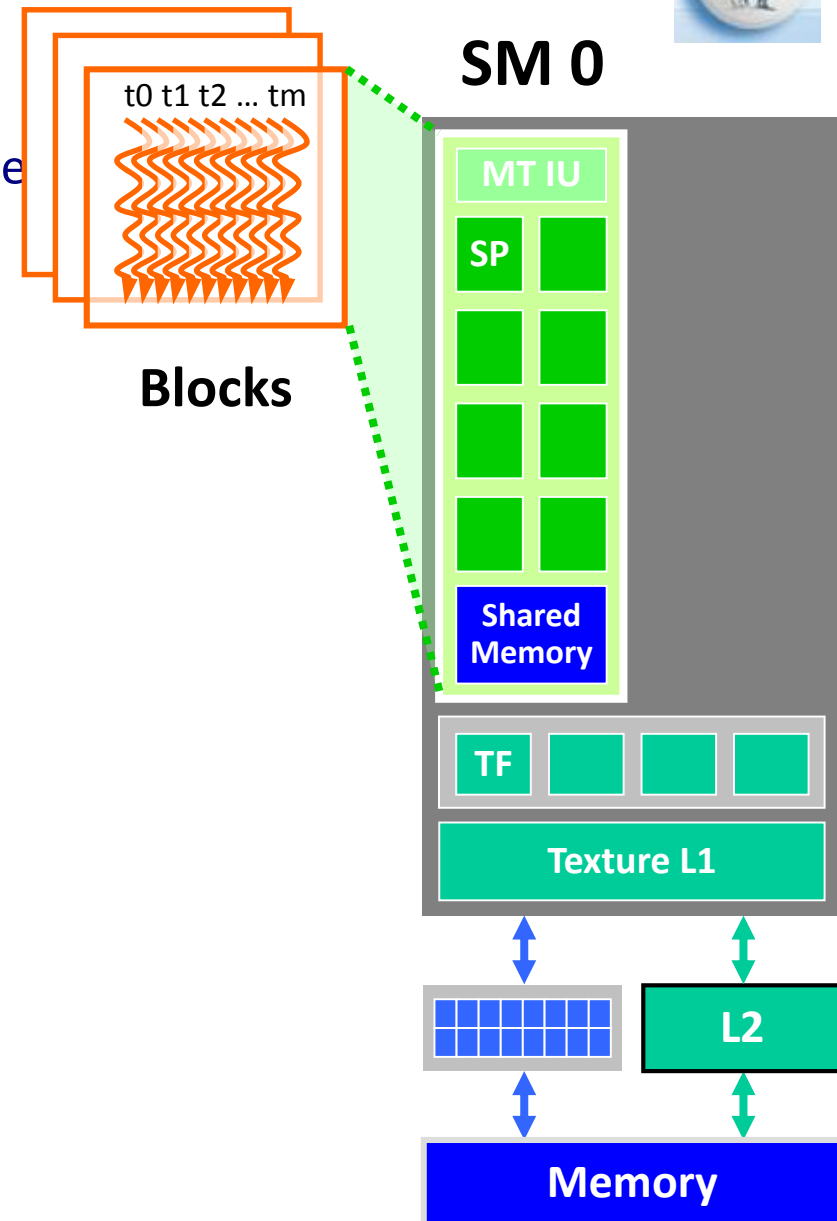 SM 0
t0 t1 t2 ... tm
e
Blocks
MT IU
SP
Shared
Memory
TF
Texture L1
L2
Memory